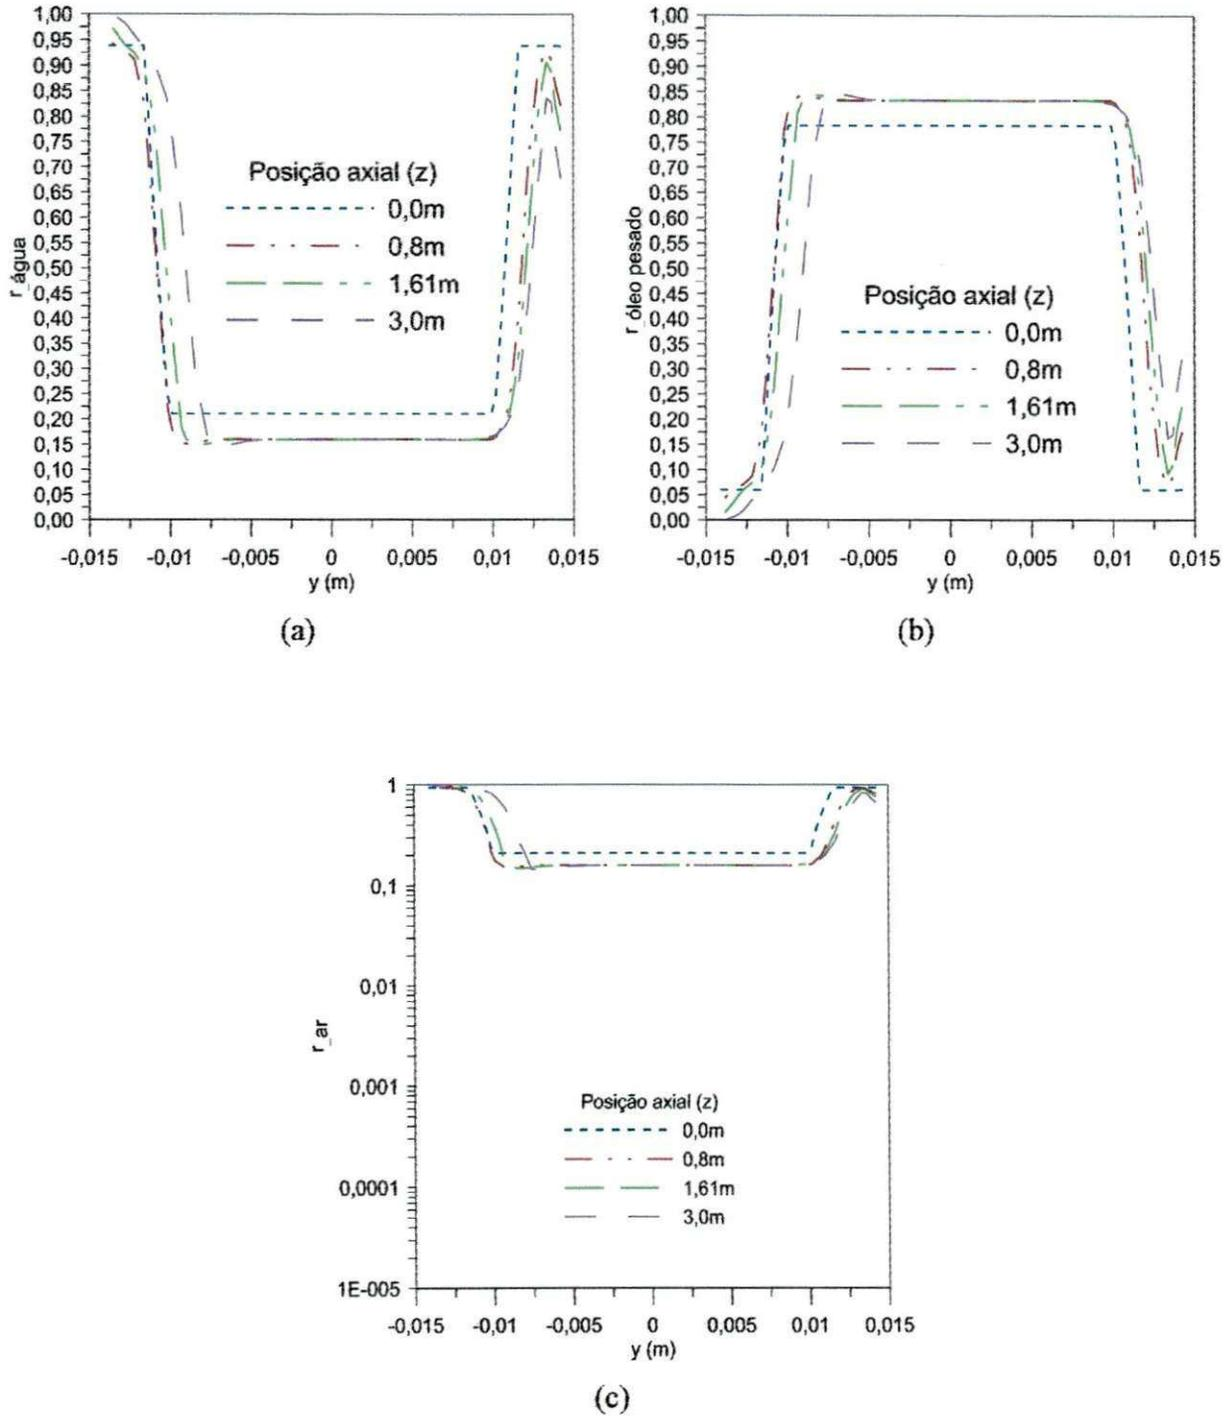 1,00
0,95
0,90
0,85
0,80
0,75
0,70
0,65
0,60
0,55
0,50
0,45
0,40
0,35
0,30
0,25
0,20
0,15
0,10
0,05
0,00
r_água
Posição axial (z)
0,0m
0,8m
1,61m
3,0m
-0,015 -0,01 -0,005 0 0,005 0,01 0,015
y (m)
(a)
1,00
0,95
0,90
0,85
0,80
0,75
0,70
0,65
0,60
0,55
0,50
0,45
0,40
0,35
0,30
0,25
0,20
0,15
0,10
0,05
0,00
r_óleo pesado
Posição axial (z)
0,0m
0,8m
1,61m
3,0m
-0,015 -0,01 -0,005 0 0,005 0,01 0,015
y (m)
(b)
1
0,1
0,01
0,001
0,0001
1E-005
r_ar
Posição axial (z)
0,0m
0,8m
1,61m
3,0m
-0,015 -0,01 -0,005 0 0,005 0,01 0,015
y (m)
(c)